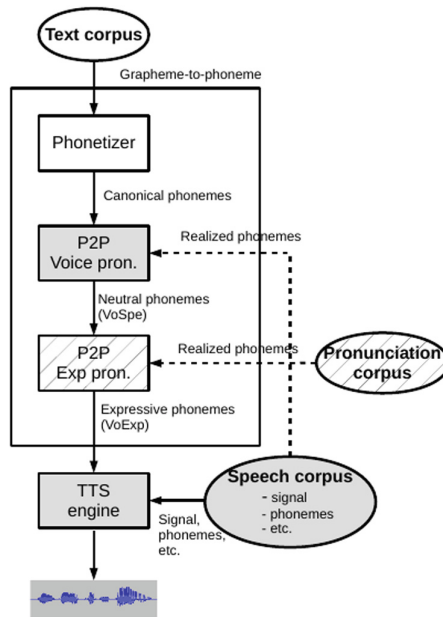 Text corpus
Grapheme-to-phoneme
Phonetizer
Canonical phonemes
P2P
Voice pron.
Realized phonemes
Neutral phonemes
(VoSpe)
P2P
Exp pron.
Realized phonemes
Pronunciation
corpus
Expressive phonemes
(VoExp)
TTS
engine
Signal,
phonemes,
etc.
Speech corpus
- signal
- phonemes
- etc.